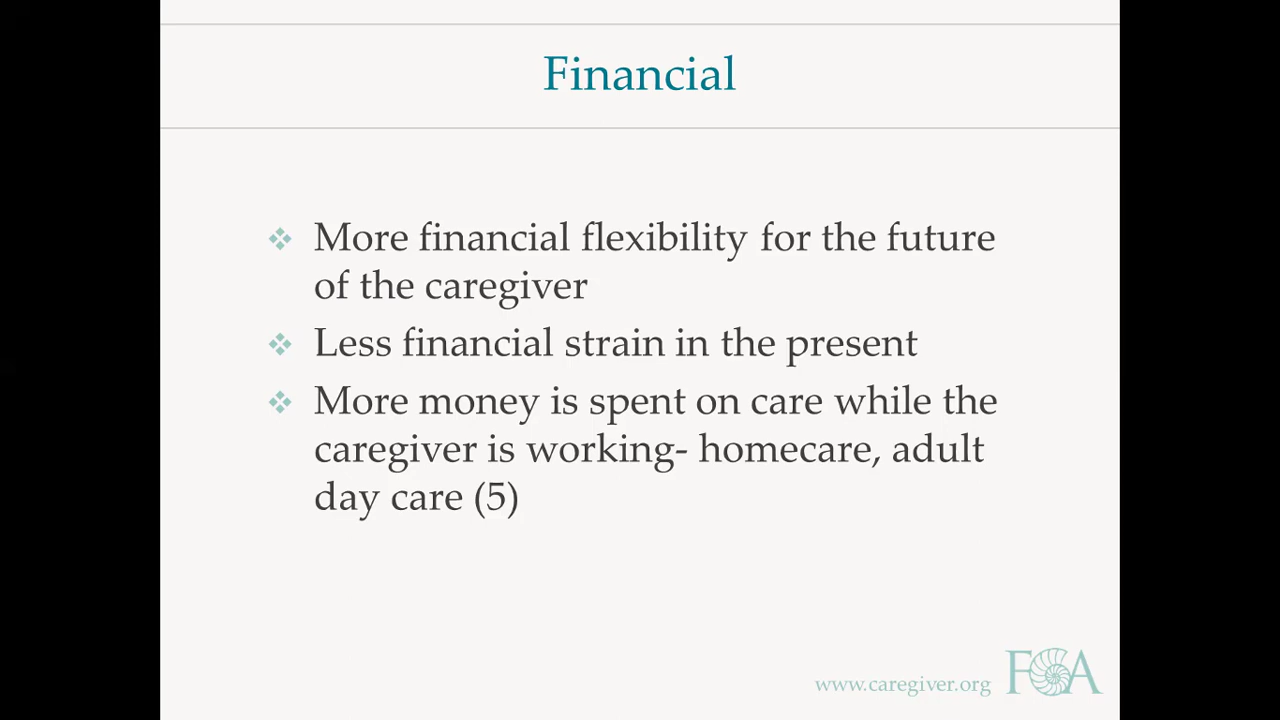 Financial
More financial flexibility for the future
of the caregiver
Less financial strain in the present
More money is spent on care while the
caregiver is working- homecare, adult
day care (5)
www.caregiver.org FCA